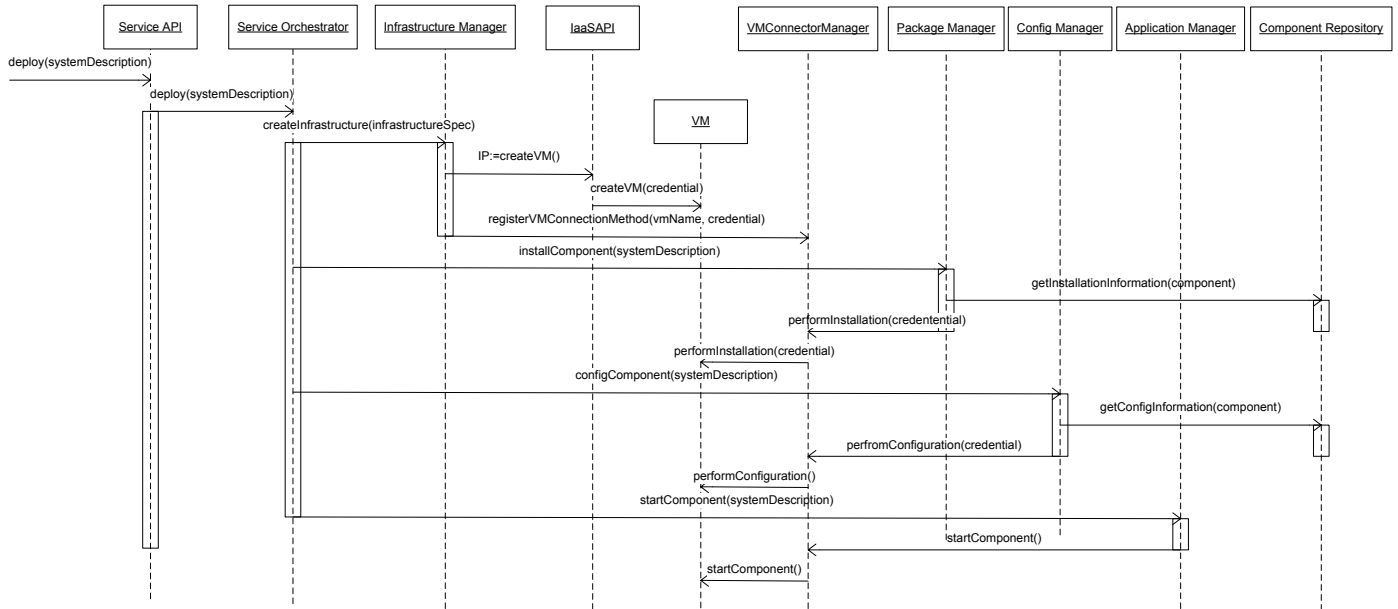 Service API
Service Orchestrator
Infrastructure Manager
IaaSAPI
VMConnectorManager
Package Manager
Config Manager
Application Manager
Component Repository
deploy(systemDescription)
deploy(systemDescription)
VM
createInfrastructure(infrastructureSpec)
IP:=createVM()
createVM(credential)
registerVMConnectionMethod(vmName, credential)
installComponent(systemDescription)
getInstallationInformation(component)
performInstallation(credentential)
performInstallation(credential)
configComponent(systemDescription)
getConfigInformation(component)
perfromConfiguration(credential)
performConfiguration()
startComponent(systemDescription)
startComponent()
startComponent()